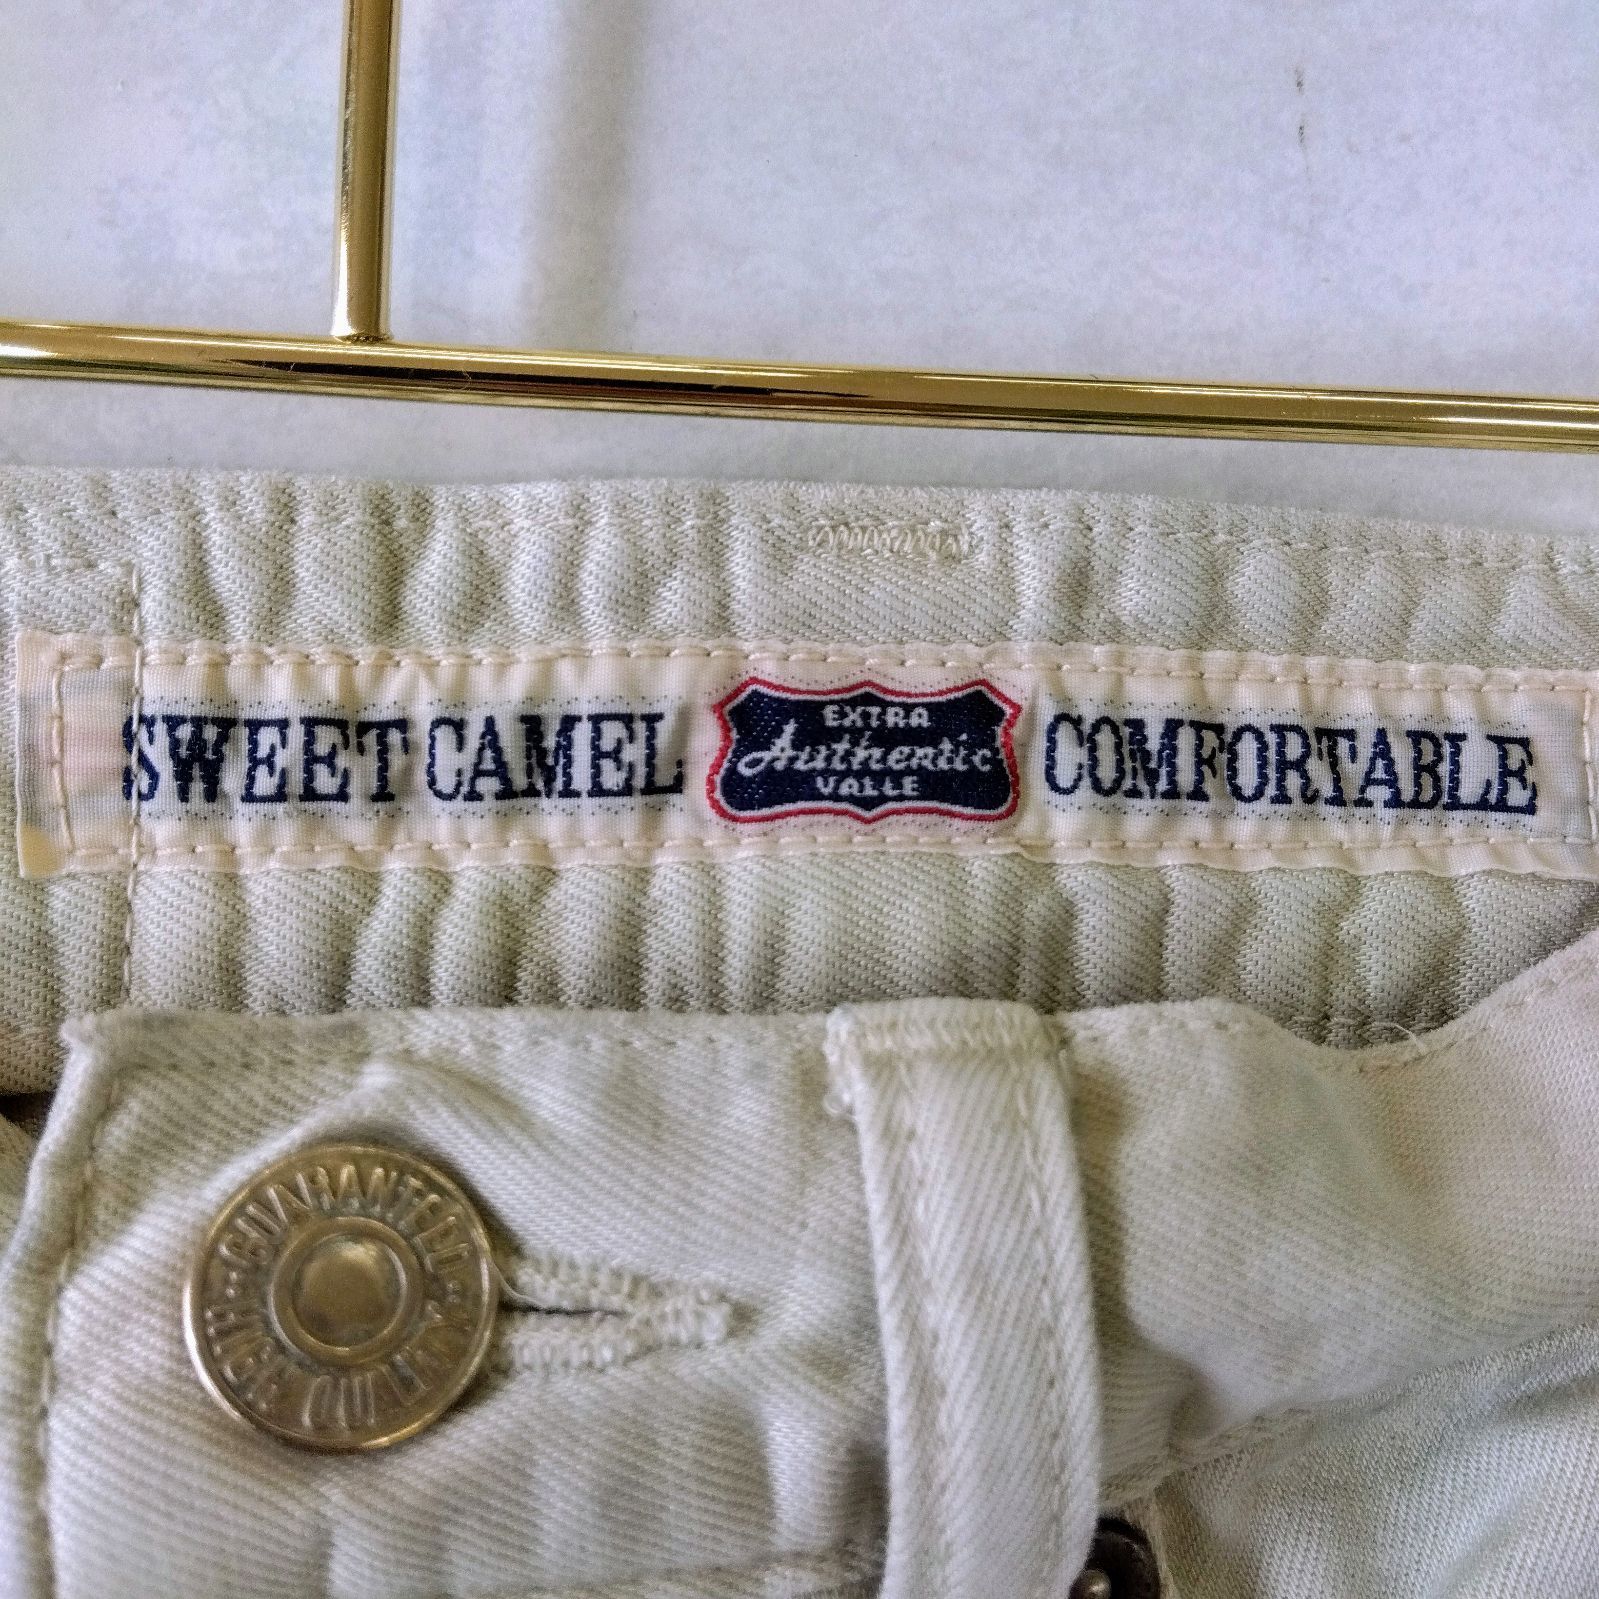 SWEET CAMEL
EXTRA
Authentic
VALLE
COMFORTABLE
GUARANTEED